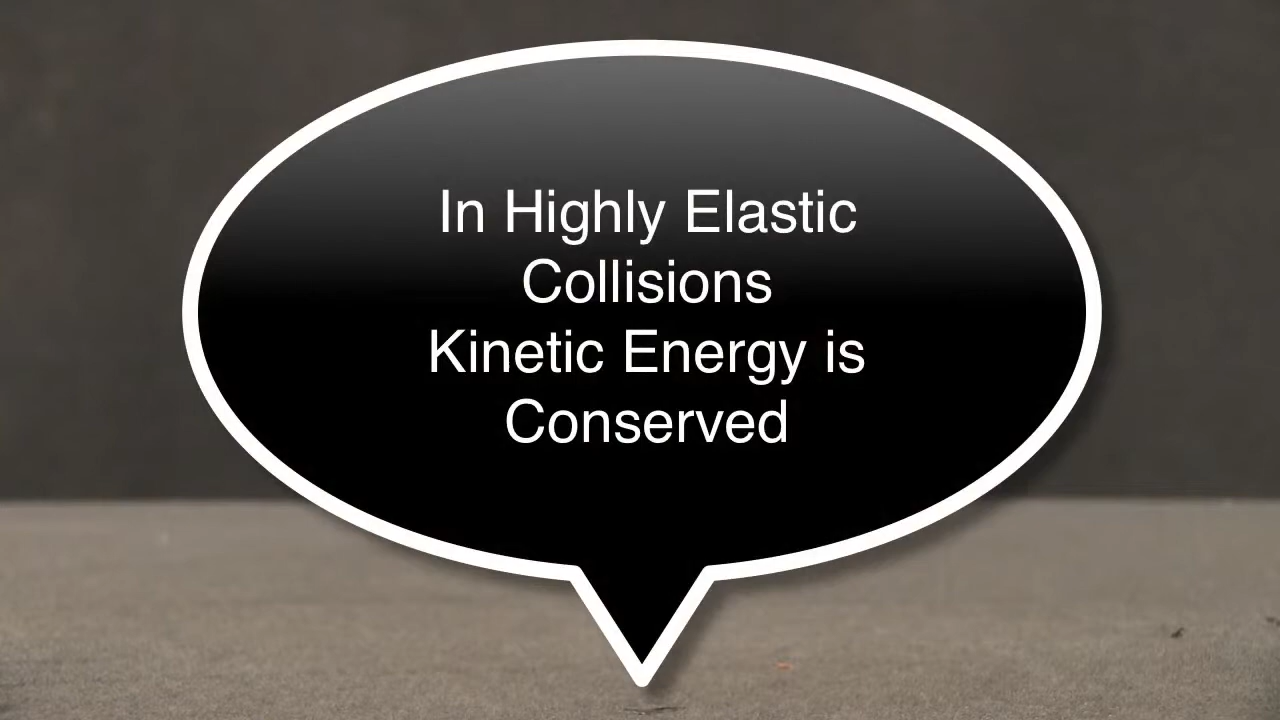 In Highly Elastic
Collisions
Kinetic Energy is
Conserved